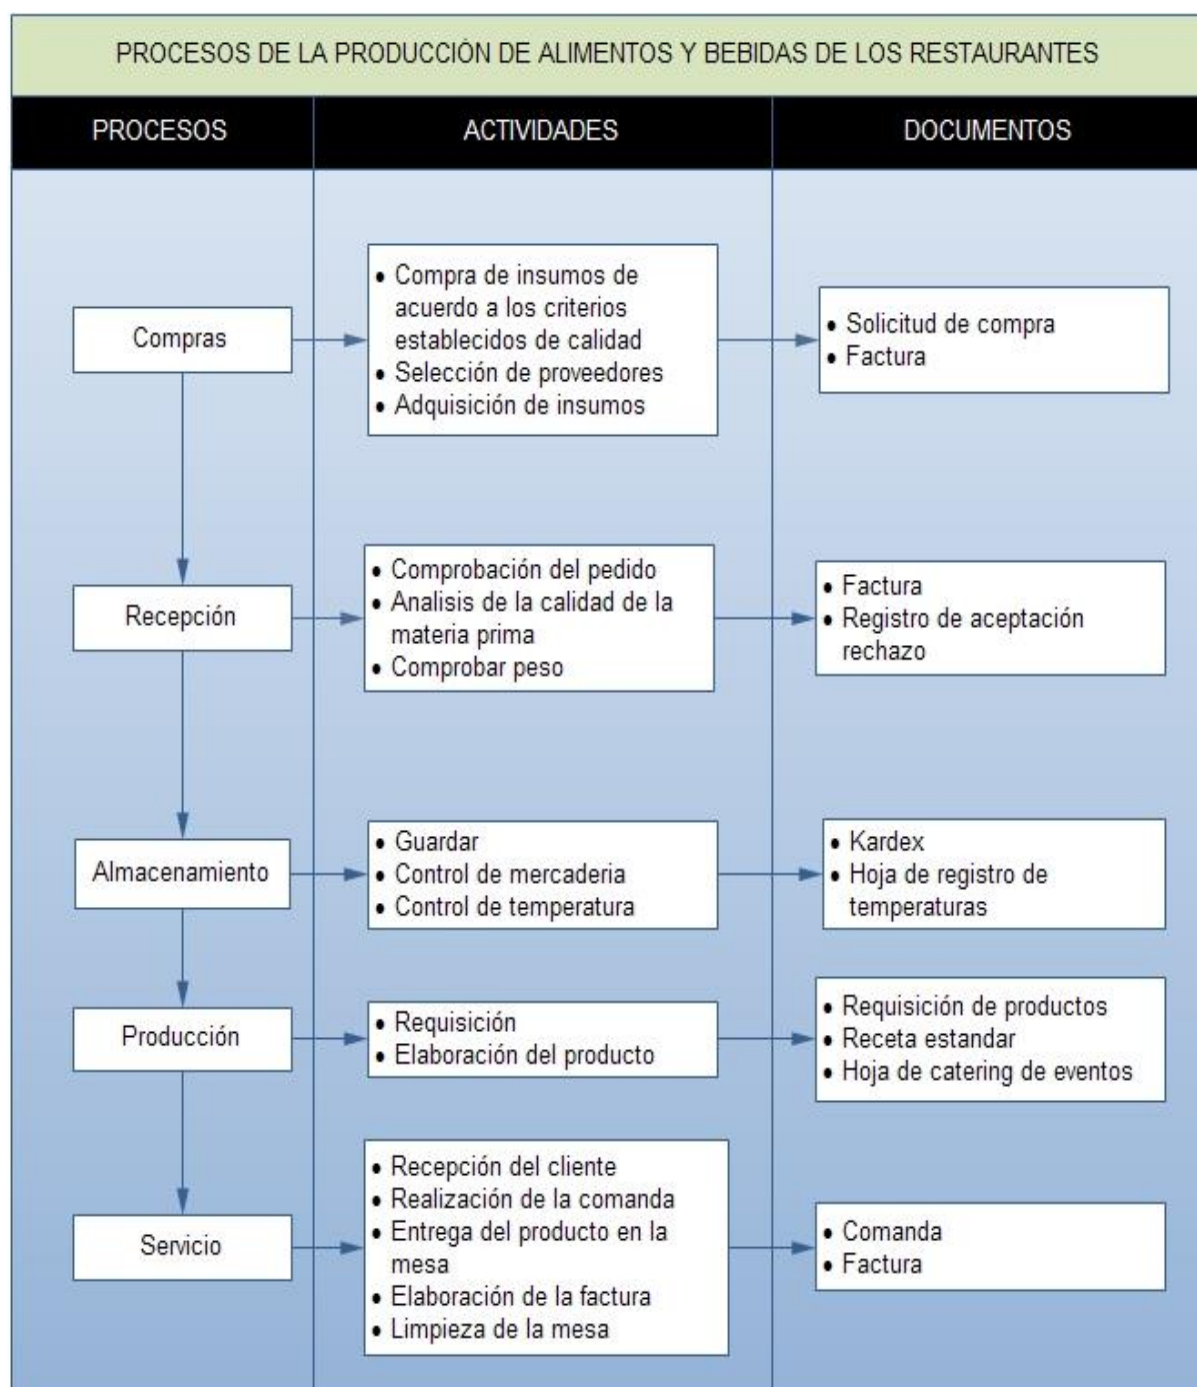 PROCESOS DE LA PRODUCCIÓN DE ALIMENTOS Y BEBIDAS DE LOS RESTAURANTES
PROCESOS
ACTIVIDADES
DOCUMENTOS
Compras
• Compra de insumos de
acuerdo a los criterios
establecidos de calidad
• Selección de proveedores
• Adquisición de insumos
• Solicitud de compra
• Factura
Recepción
• Comprobación del pedido
• Analisis de la calidad de la
materia prima
• Comprobar peso
• Factura
• Registro de aceptación
rechazo
Almacenamiento
• Guardar
• Control de mercaderia
• Control de temperatura
• Kardex
• Hoja de registro de
temperaturas
Producción
• Requisición
• Elaboración del producto
• Requisición de productos
• Receta estandar
• Hoja de catering de eventos
Servicio
• Recepción del cliente
• Realización de la comanda
• Entrega del producto en la
mesa
• Elaboración de la factura
• Limpieza de la mesa
• Comanda
• Factura